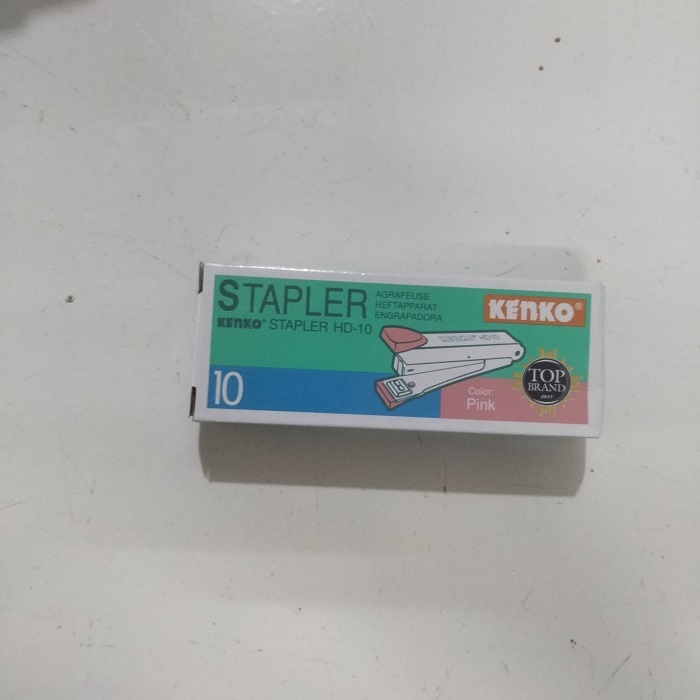 STAPLER
AGRAFEUSE
HEFTAPPARAT
ENGRAPADORA
KENKO®
KENKO® STAPLER HD-10
10
Color:
Pink
TOP
BRAND